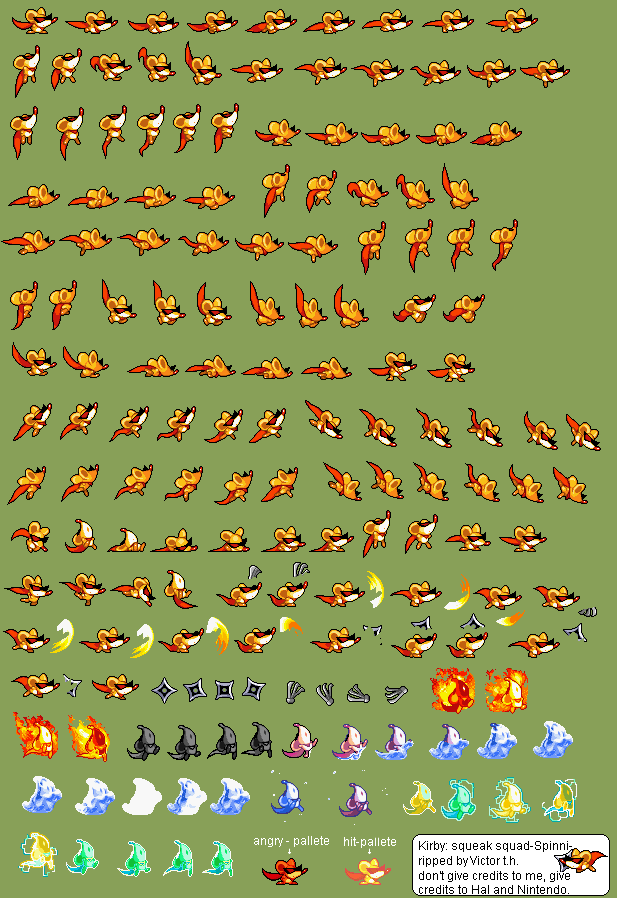 angry - pallete
hit-pallete
Kirby: squeak squad-Spinni-
ripped by Victor t.h.
don't give credits to me, give
credits to Hal and Nintendo.